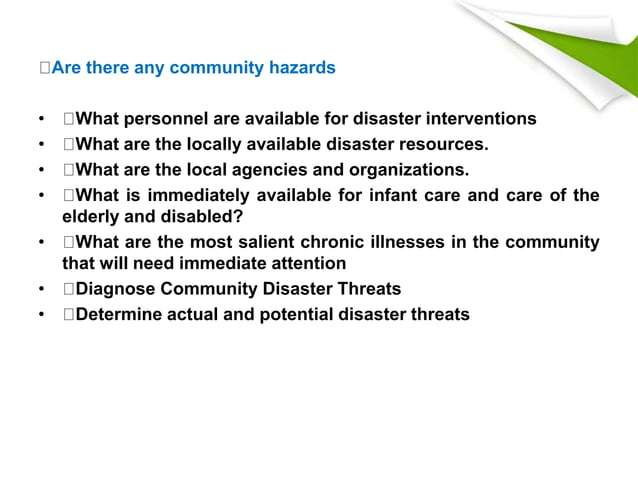 Are there any community hazards
• What personnel are available for disaster interventions
• What are the locally available disaster resources.
• What are the local agencies and organizations.
• What is immediately available for infant care and care of the
elderly and disabled?
• What are the most salient chronic illnesses in the community
that will need immediate attention
• Diagnose Community Disaster Threats
• Determine actual and potential disaster threats